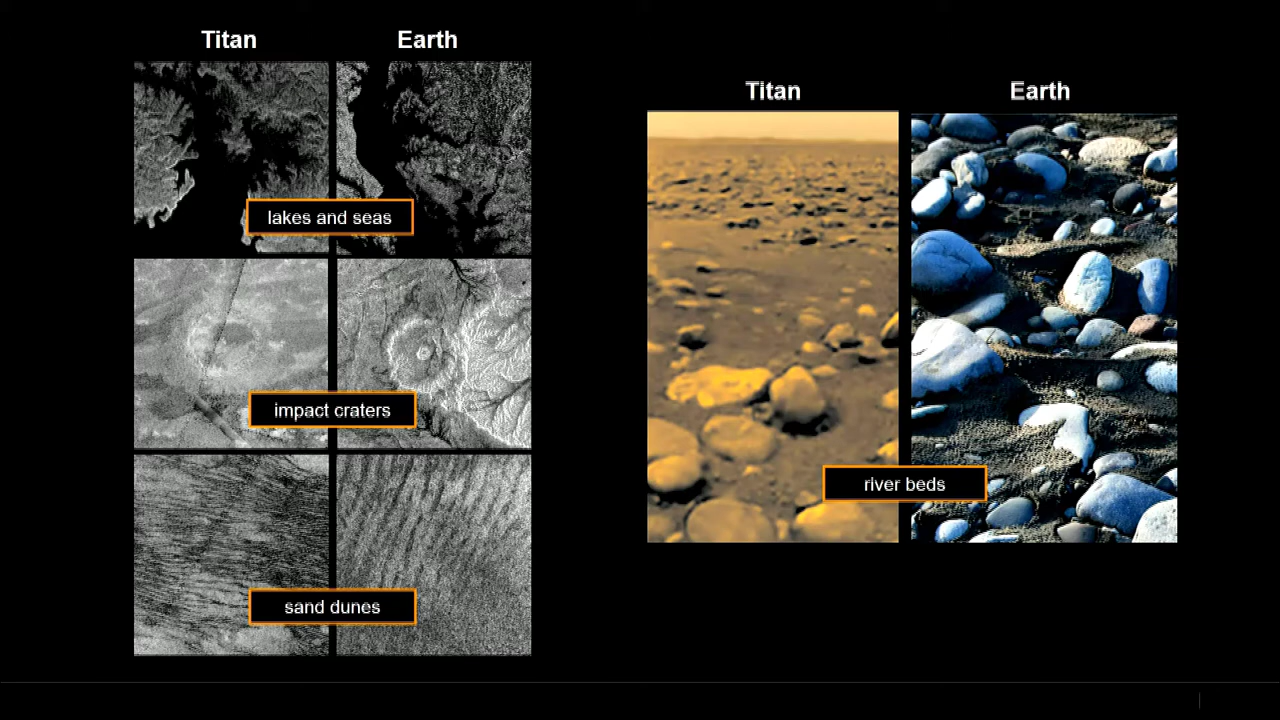 Titan
Earth
lakes and seas
impact craters
sand dunes
Titan
Earth
river beds